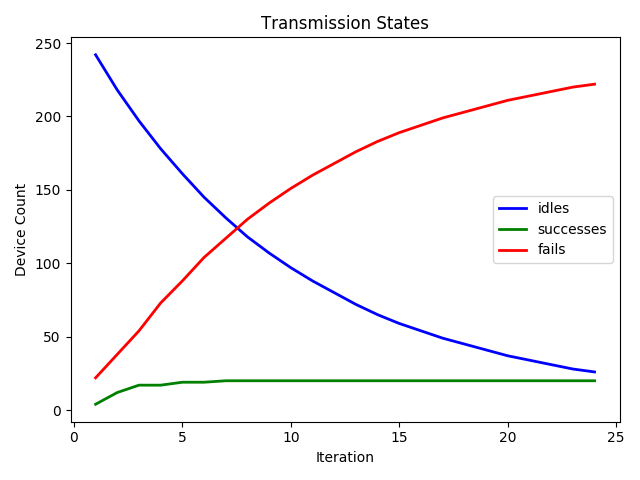 Transmission States
250
200
150
100
50
0
Device Count
idles
successes
fails
0 5 10 15 20 25
Iteration